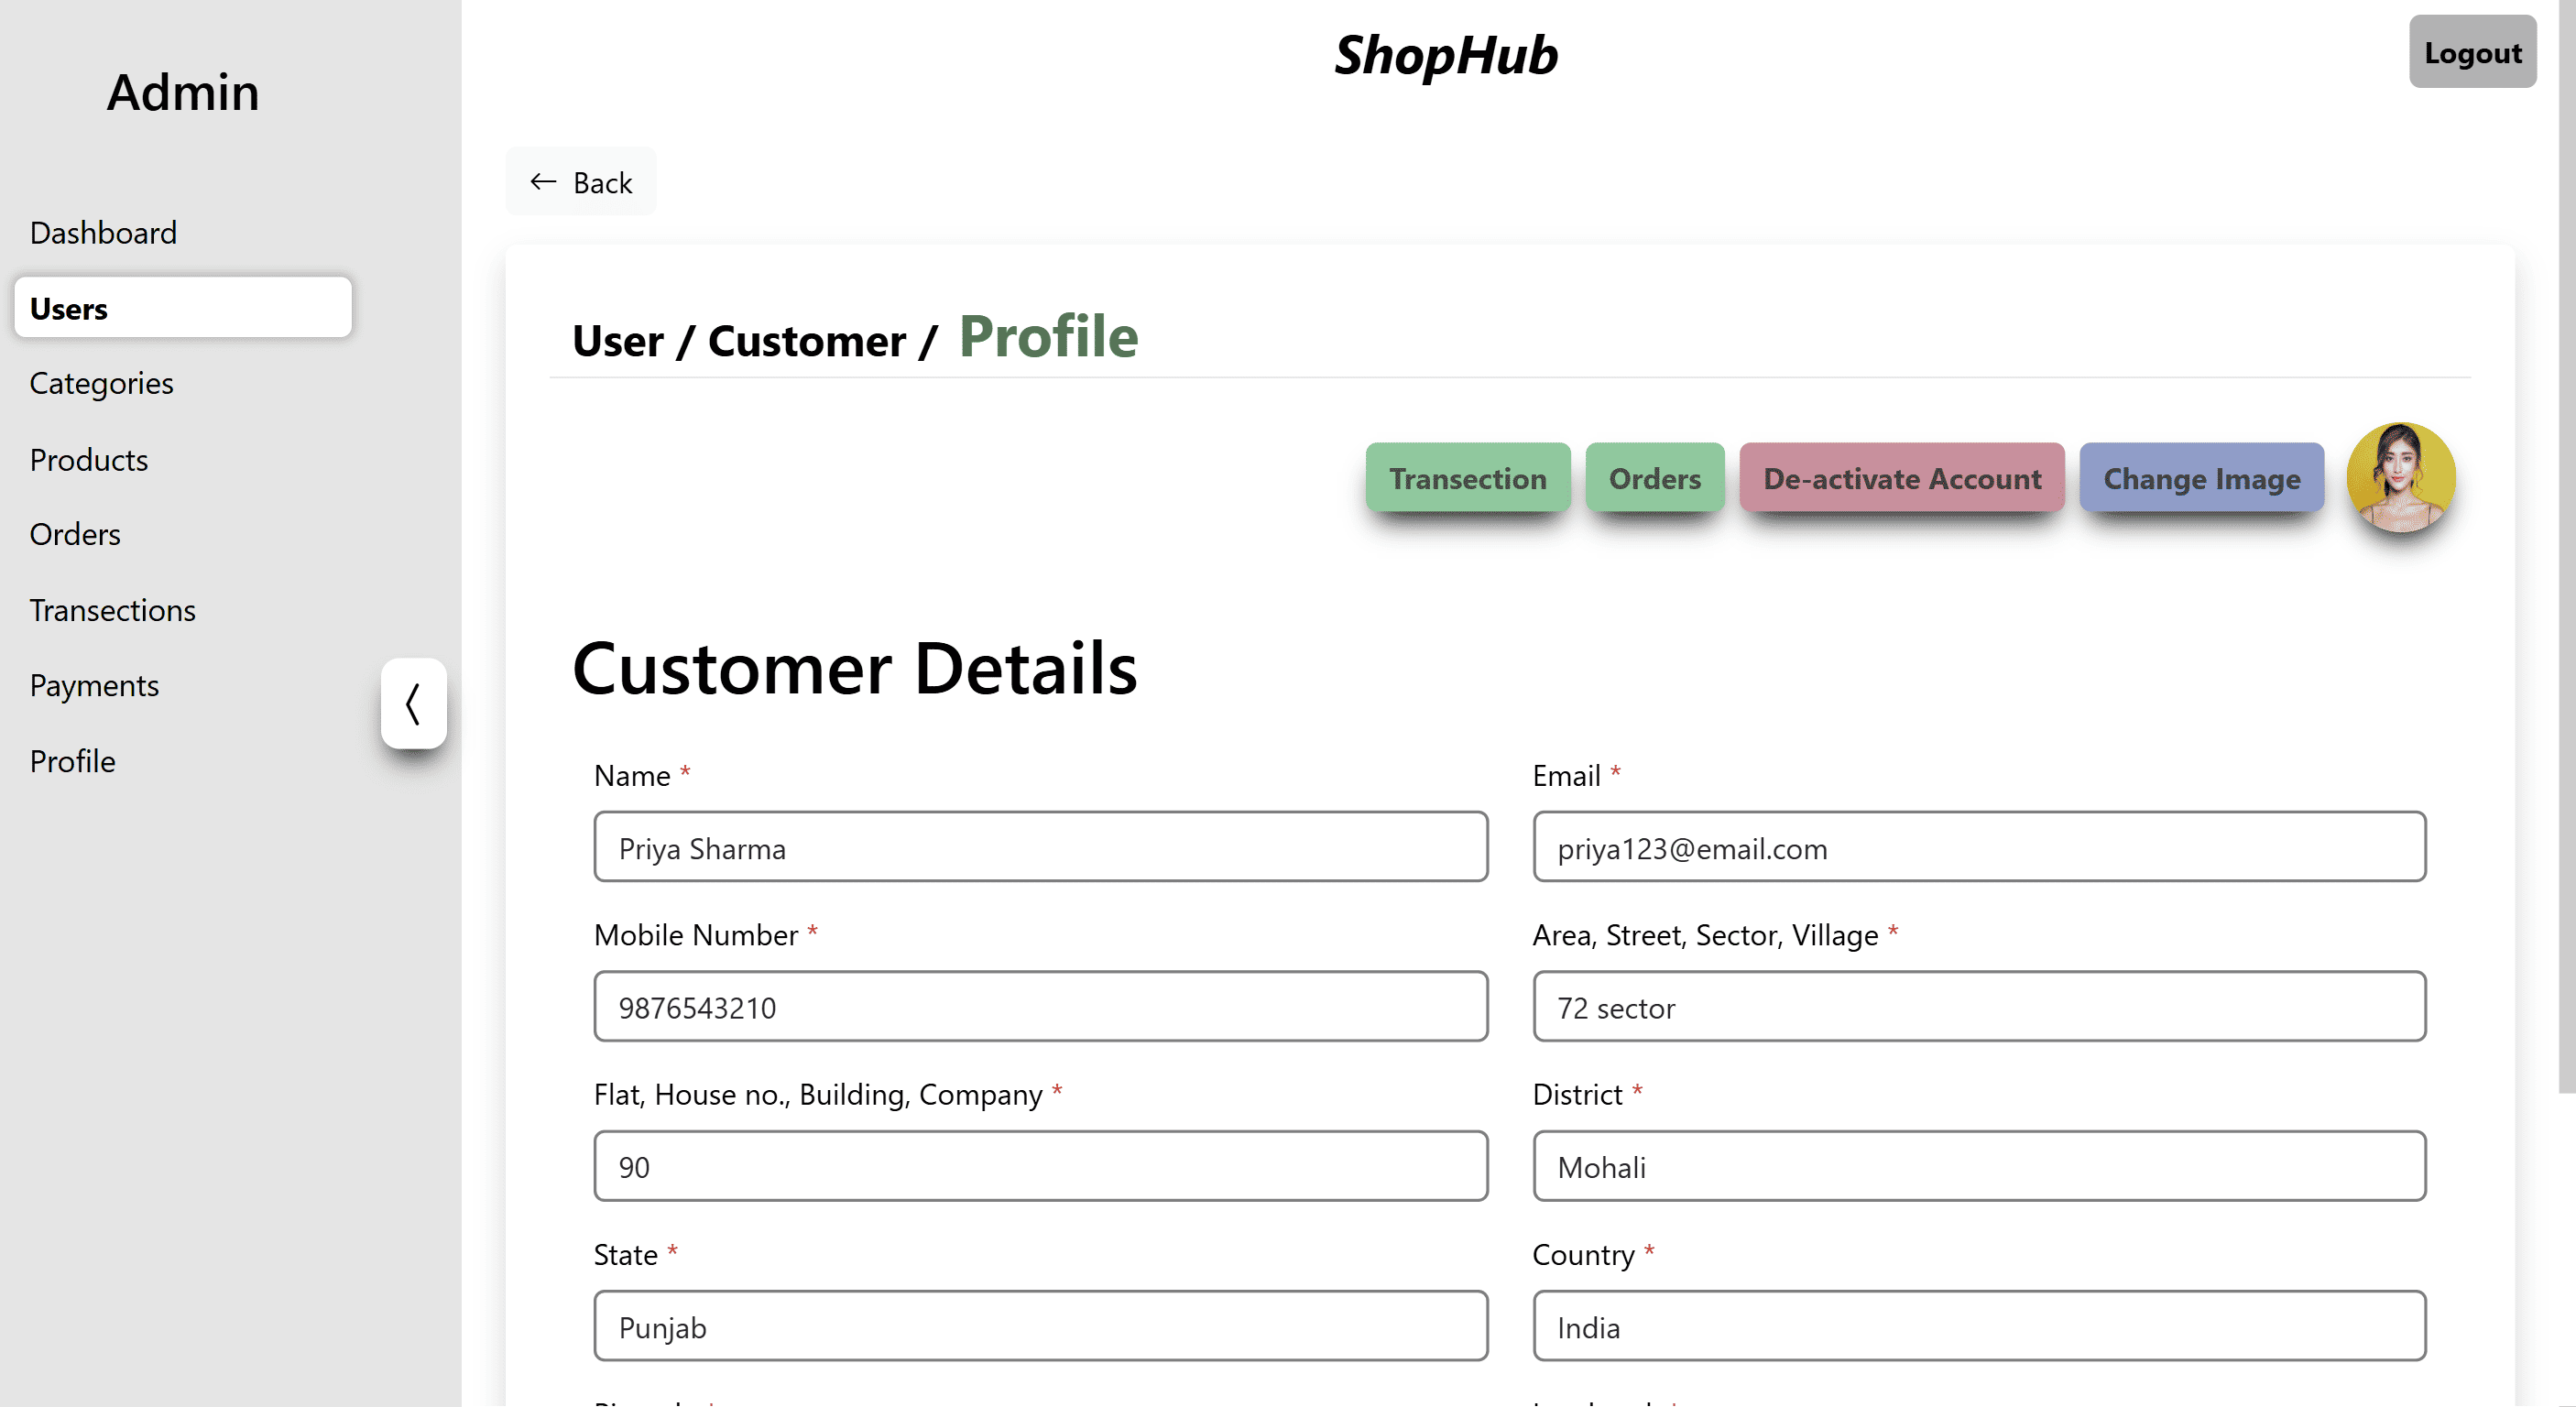 Admin
Dashboard
Users
Categories
Products
Orders
Transections
Payments
Profile
ShopHub
Logout
← Back
User / Customer / Profile
Transection Orders De-activate Account Change Image
Customer Details
Name * Email *
Priya Sharma priya123@email.com
Mobile Number * Area, Street, Sector, Village *
9876543210 72 sector
Flat, House no., Building, Company * District *
90 Mohali
State * Country *
Punjab India